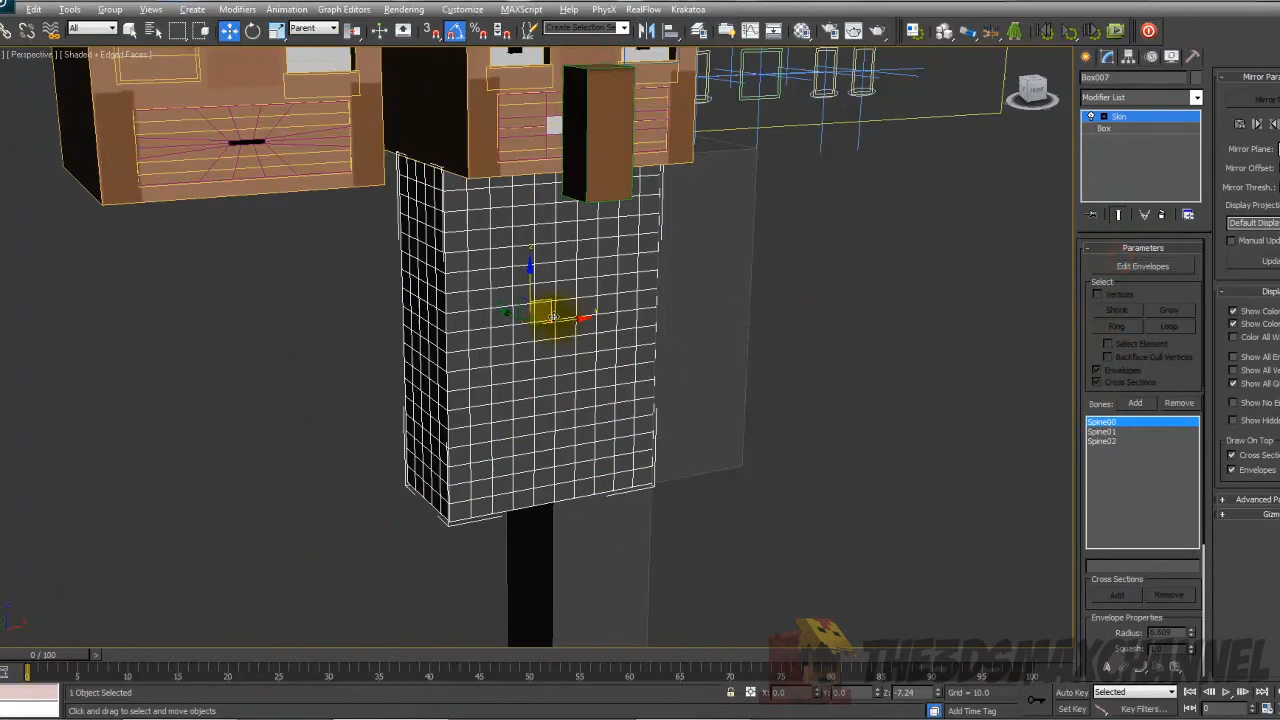 Edit Tools Group Views Create Modifiers Animation Graph Editors Rendering Customize MAXScript Help PhysX RealFlow Krakatoa
All Parent Create Selection Se
] [ Perspective ] [ Shaded + Edged Faces ]
Box007
Modifier List
Skin
Box
Mirror Para
Mirror M
Mirror Plane:
Mirror Offset:
Mirror Thresh.:
Display Projecti
Default Displa
Manual Upd
Upda
Parameters
Edit Envelopes
Select
Vertices
Shrink Grow
Ring Loop
Select Element
Backface Cull Vertices
Envelopes
Cross Sections
Bones: Add Remove
Spine00
Spine01
Spine02
Displ
Show Colo
Show Colo
Color All W
Show All En
Show All Ve
Show All G
Show No E
Show Hidd
Draw On Top
Cross Secti
Envelopes
Advanced Pa
Gizm
Cross Sections
Add Remove
Envelope Properties
Radius: 6.609
Squash:
THE3DSMAXCHANNEL
0 / 100
5 10 15 20 25 30 35 40 45 50 55 60 65 70 75 80 85 90 95 100
1 Object Selected X: 0.0 Y: 0.0 Z: -7.24 Grid = 10.0 Auto Key Selected
Click and drag to select and move objects Add Time Tag Set Key Key Filters... 0